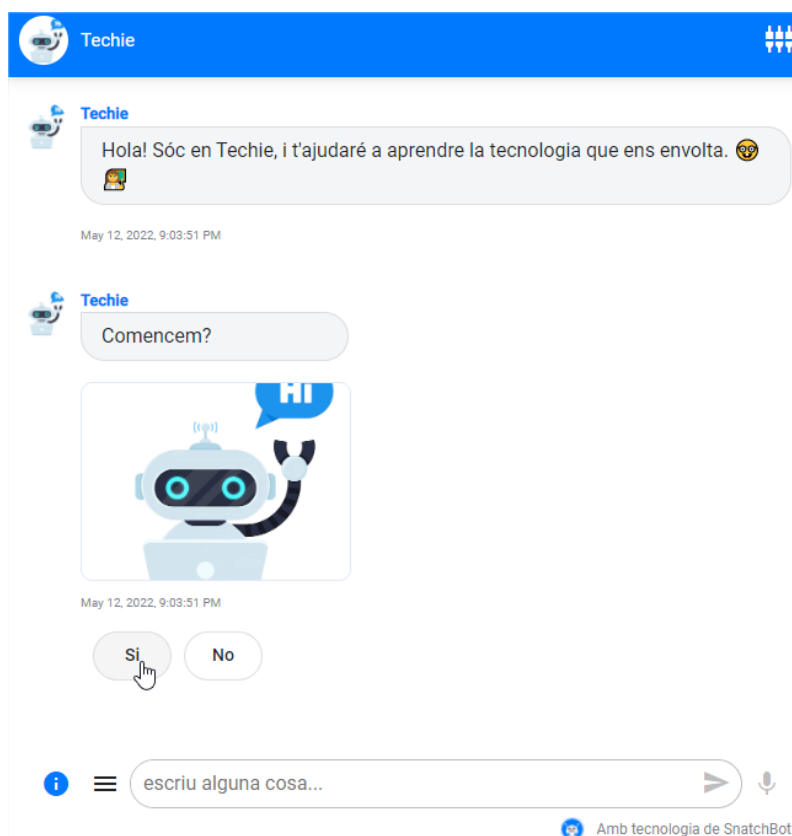 Techie
Techie
Hola! Sóc en Techie, i t'ajudaré a aprendre la tecnologia que ens envolta. 🤓
👩‍🏫
May 12, 2022, 9:03:51 PM
Techie
Comencem?
HI
May 12, 2022, 9:03:51 PM
Si No
escriu alguna cosa...
Amb tecnologia de SnatchBot